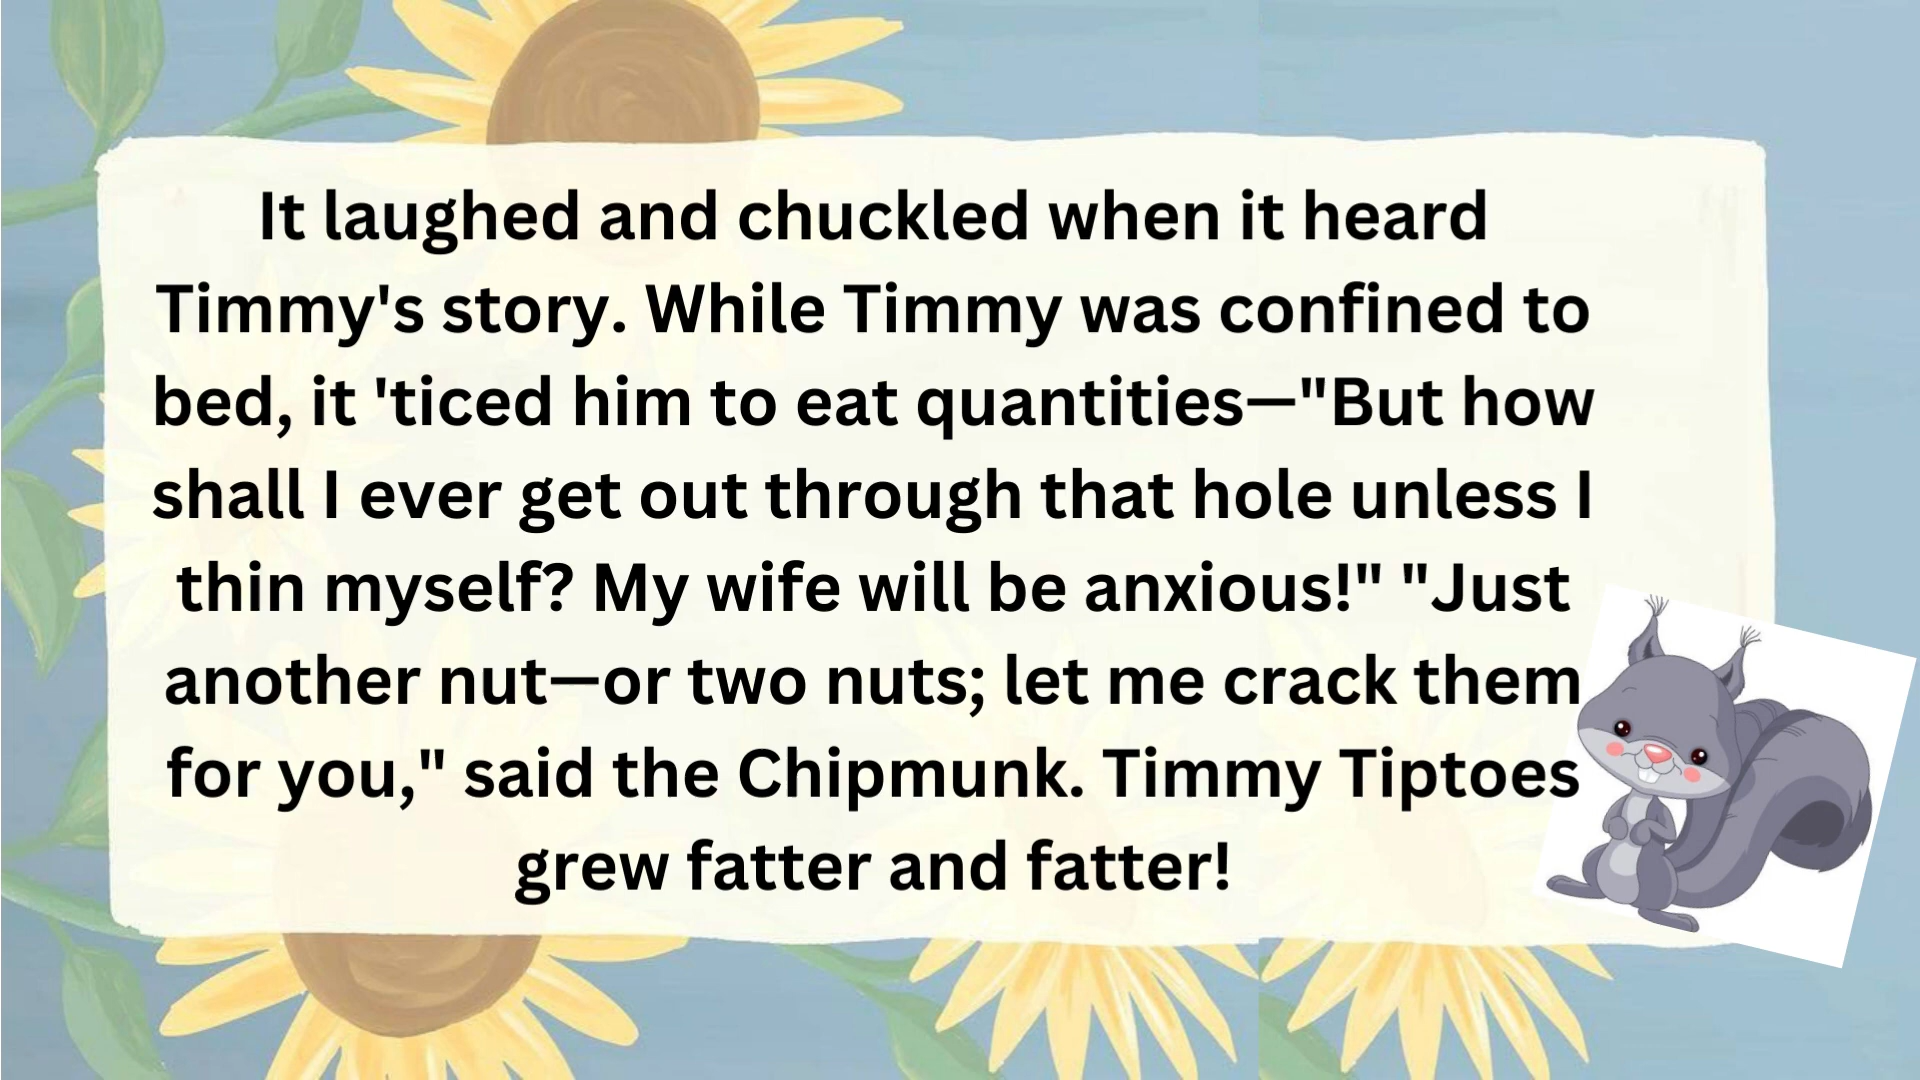 It laughed and chuckled when it heard
Timmy's story. While Timmy was confined to
bed, it 'ticed him to eat quantities—"But how
shall I ever get out through that hole unless I
thin myself? My wife will be anxious!" "Just
another nut—or two nuts; let me crack them
for you," said the Chipmunk. Timmy Tiptoes
grew fatter and fatter!